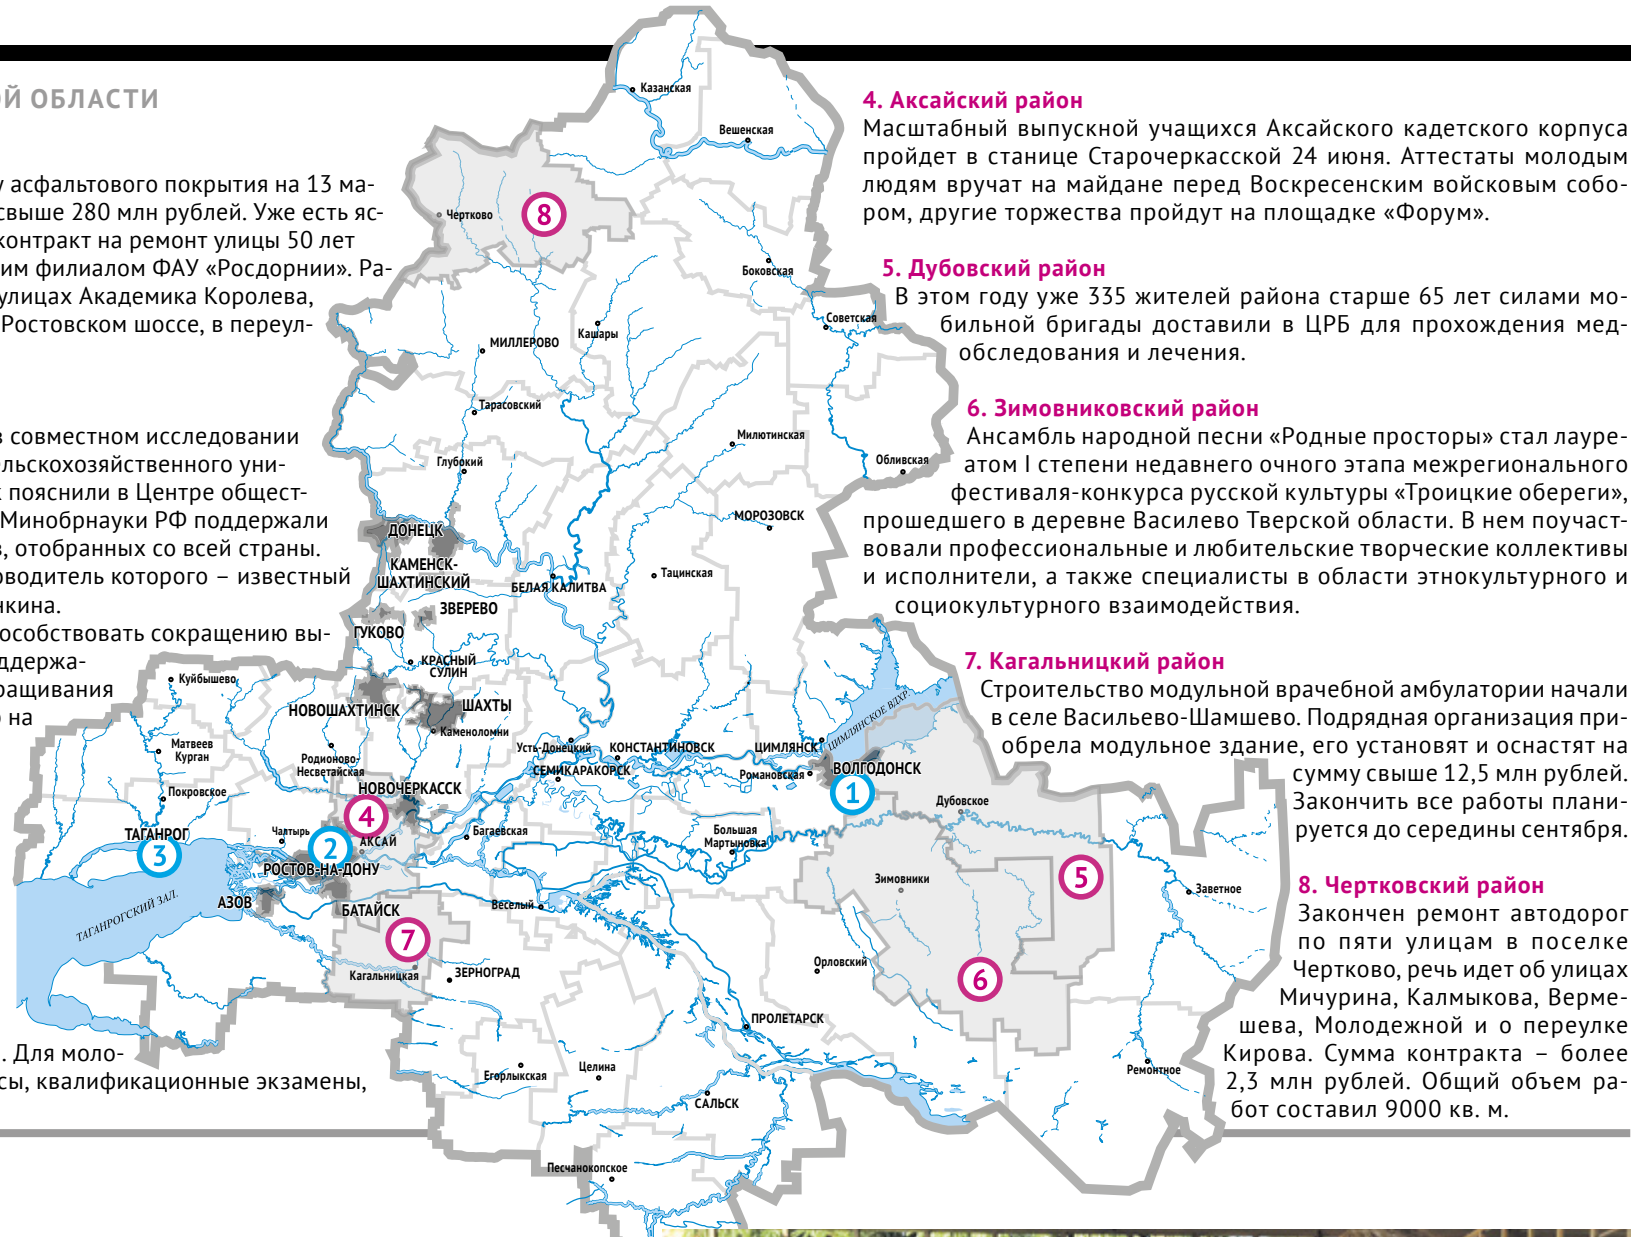 ОЙ ОБЛАСТИ
у асфальтового покрытия на 13 ма-
свыше 280 млн рублей. Уже есть яс-
контракт на ремонт улицы 50 лет
им филиалом ФАУ «Росдорнии». Ра-
улицах Академика Королева,
Ростовском шоссе, в переул-
в совместном исследовании
ельскохозяйственного уни-
к пояснили в Центре общест-
Минобрнауки РФ поддержали
в, отобранных со всей страны.
оводитель которого – известный
нкина.
пособствовать сокращению вы-
ддержа-
ращивания
о на
. Для моло-
сы, квалификационные экзамены,
Казанская
Вешенская
Чертково
8
Боковская
Советская
Кашары
МИЛЛЕРОВО
Тарасовский
Милютинская
Обливская
Глубокий
МОРОЗОВСК
ДОНЕЦК
КАМЕНСК-
ШАХТИНСКИЙ
БЕЛАЯ КАЛИТВА
Тацинская
ЗВЕРЕВО
ГУКОВО
КРАСНЫЙ
СУЛИН
Куйбышево
НОВОШАХТИНСК
ШАХТЫ
Каменоломни
ЦИМЛЯНСКОЕ ВДХР.
Матвеев
Курган
Родионово-
Несветайская
Усть-Донецкий
КОНСТАНТИНОВСК
ЦИМЛЯНСК
СЕМИКАРАКОРСК
Романовская
ВОЛГОДОНСК
1
Покровское
НОВОЧЕРКАССК
4
Дубовское
ТАГАНРОГ
3
Чалтырь
2
АКСАЙ
Багаевская
Большая
Мартыновка
РОСТОВ-НА-ДОНУ
5
Зимовники
Заветное
АЗОВ
БАТАЙСК
Веселый
ТАГАНРОГСКИЙ ЗАЛ.
7
Кагальницкая
ЗЕРНОГРАД
Орловский
6
ПРОЛЕТАРСК
Егорлыкская
Целина
Ремонтное
САЛЬСК
Песчанокопское
4. Аксайский район
Масштабный выпускной учащихся Аксайского кадетского корпуса
пройдет в станице Старочеркасской 24 июня. Аттестаты молодым
людям вручат на майдане перед Воскресенским войсковым собо-
ром, другие торжества пройдут на площадке «Форум».
5. Дубовский район
В этом году уже 335 жителей района старше 65 лет силами мо-
бильной бригады доставили в ЦРБ для прохождения мед-
обследования и лечения.
6. Зимовниковский район
Ансамбль народной песни «Родные просторы» стал лауре-
атом I степени недавнего очного этапа межрегионального
фестиваля-конкурса русской культуры «Троицкие обереги»,
прошедшего в деревне Василево Тверской области. В нем поучаст-
вовали профессиональные и любительские творческие коллективы
и исполнители, а также специалисты в области этнокультурного и
социокультурного взаимодействия.
7. Кагальницкий район
Строительство модульной врачебной амбулатории начали
в селе Васильево-Шамшево. Подрядная организация при-
обрела модульное здание, его установят и оснастят на
сумму свыше 12,5 млн рублей.
Закончить все работы плани-
руется до середины сентября.
8. Чертковский район
Закончен ремонт автодорог
по пяти улицам в поселке
Чертково, речь идет об улицах
Мичурина, Калмыкова, Верме-
шева, Молодежной и о переулке
Кирова. Сумма контракта – более
2,3 млн рублей. Общий объем ра-
бот составил 9000 кв. м.